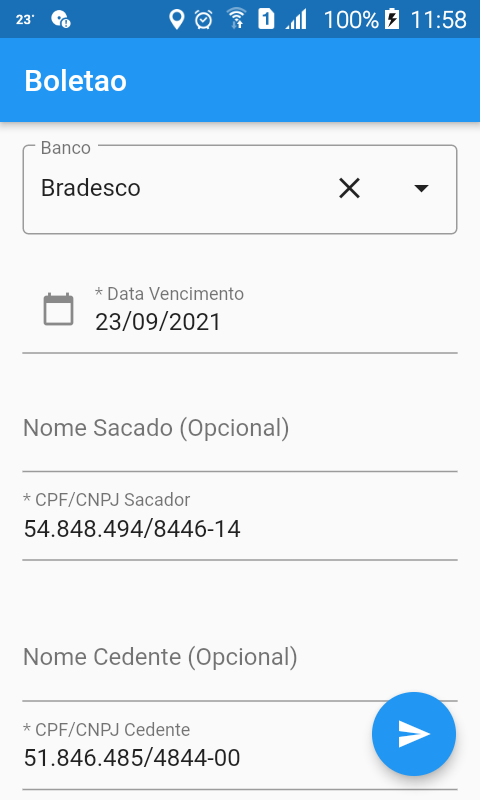 23° 1 100% 11:58
Boletao
Banco
Bradesco
* Data Vencimento
23/09/2021
Nome Sacado (Opcional)
* CPF/CNPJ Sacador
54.848.494/8446-14
Nome Cedente (Opcional)
* CPF/CNPJ Cedente
51.846.485/4844-00